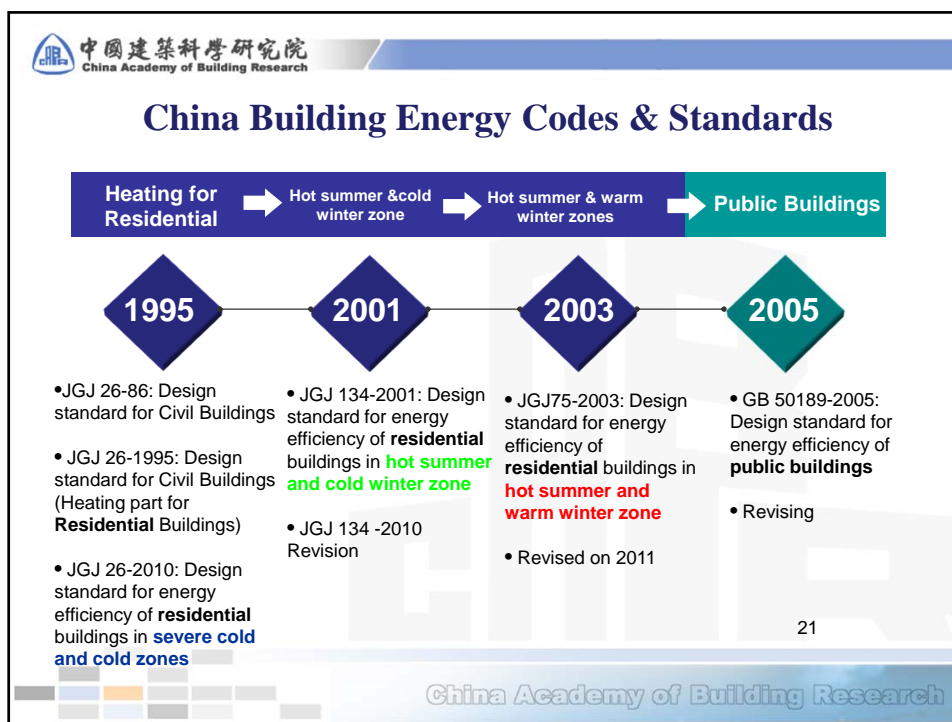 中國建築科學研究院
China Academy of Building Research
China Building Energy Codes & Standards
Heating for
Residential
Hot summer &cold
winter zone
Hot summer & warm
winter zones
Public Buildings
1995
2001
2003
2005
•JGJ 26-86: Design
standard for Civil Buildings
• JGJ 26-1995: Design
standard for Civil Buildings
(Heating part for
Residential Buildings)
• JGJ 26-2010: Design
standard for energy
efficiency of residential
buildings in severe cold
and cold zones
• JGJ 134-2001: Design
standard for energy
efficiency of residential
buildings in hot summer
and cold winter zone
• JGJ 134 -2010
Revision
• JGJ75-2003: Design
standard for energy
efficiency of
residential buildings in
hot summer and
warm winter zone
• Revised on 2011
• GB 50189-2005:
Design standard for
energy efficiency of
public buildings
• Revising
21
China Academy of Building Research